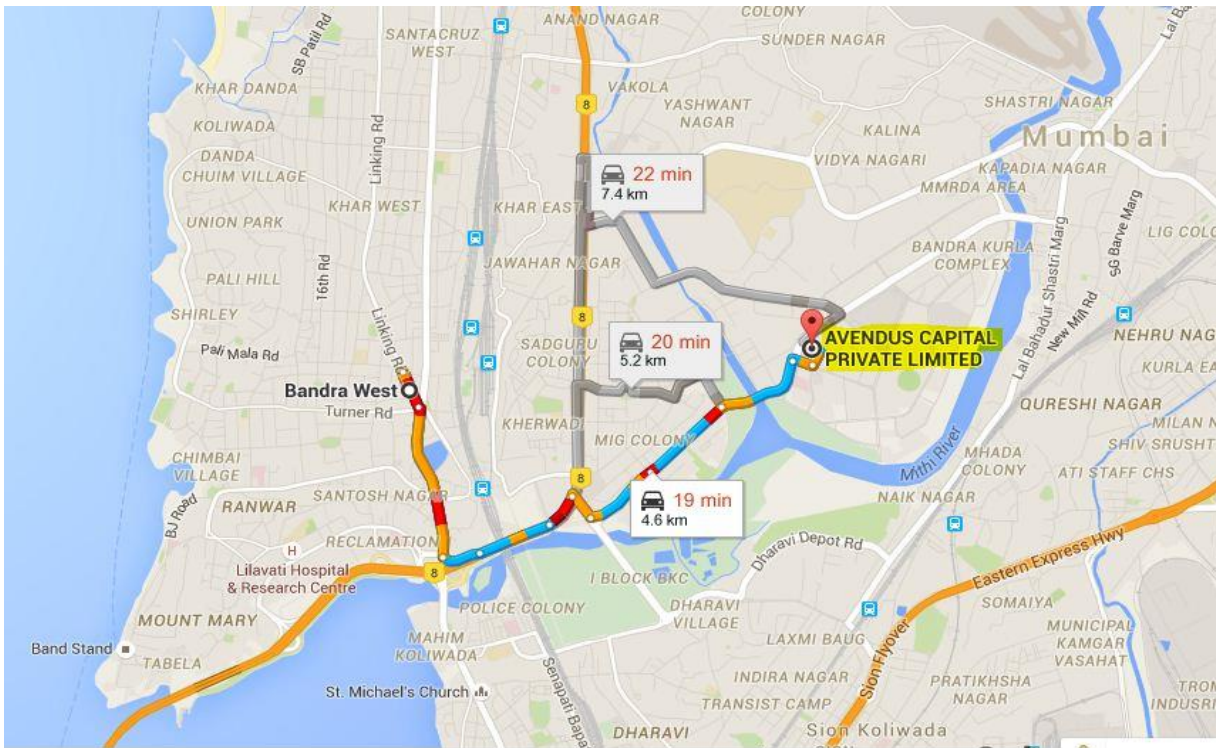 ANAND NAGAR
COLONY
SB Patil Rd
SANTACRUZ
WEST
SUNDER NAGAR
KHAR DANDA
8
VAKOLA
YASHWANT
NAGAR
SHASTRI NAGAR
KOLIWADA
Linking Rd
KALINA
Mumbai
DANDA
CHUIM VILLAGE
22 min
7.4 km
VIDYA NAGARI
KAPADIA NAGAR
MMRDA AREA
UNION PARK
KHAR WEST
KHAR EAST
SG Barve Marg
LIG COLO
BANDRA KURLA
COMPLEX
Lal Bahadur Shastri Marg
PALI HILL
16th Rd
JAWAHAR NAGAR
SHIRLEY
Linking Rd
8
New Mill Rd
NEHRU NAG
Pali Mala Rd
SADGURU
COLONY
20 min
5.2 km
AVENDUS CAPITAL
PRIVATE LIMITED
KURLA EA
Bandra West
Turner Rd
QURESHI NAGAR
KHERWADI
MIG COLONY
MILAN N
SHIV SRUSHT
CHIMBAI
VILLAGE
Mithi River
MHADA
COLONY
ATI STAFF CHS
8
BJ Road
RANWAR
SANTOSH NAGAR
19 min
4.6 km
NAIK NAGAR
RECLAMATION
H
Lilavati Hospital
& Research Centre
8
Dharavi Depot Rd
Eastern Express Hwy
I BLOCK BKC
MOUNT MARY
POLICE COLONY
DHARAVI
VILLAGE
SOMAIYA
MUNICIPAL
KAMGAR
VASAHAT
Band Stand
TABELA
MAHIM
KOLIWADA
LAXMI BAUG
Sion Flyover
St. Michael's Church
Senapati Bapa
INDIRA NAGAR
PRATIKHSHA
NAGAR
TRANSIST CAMP
TROM
INDUSRI
DHARAVI
Sion Koliwada